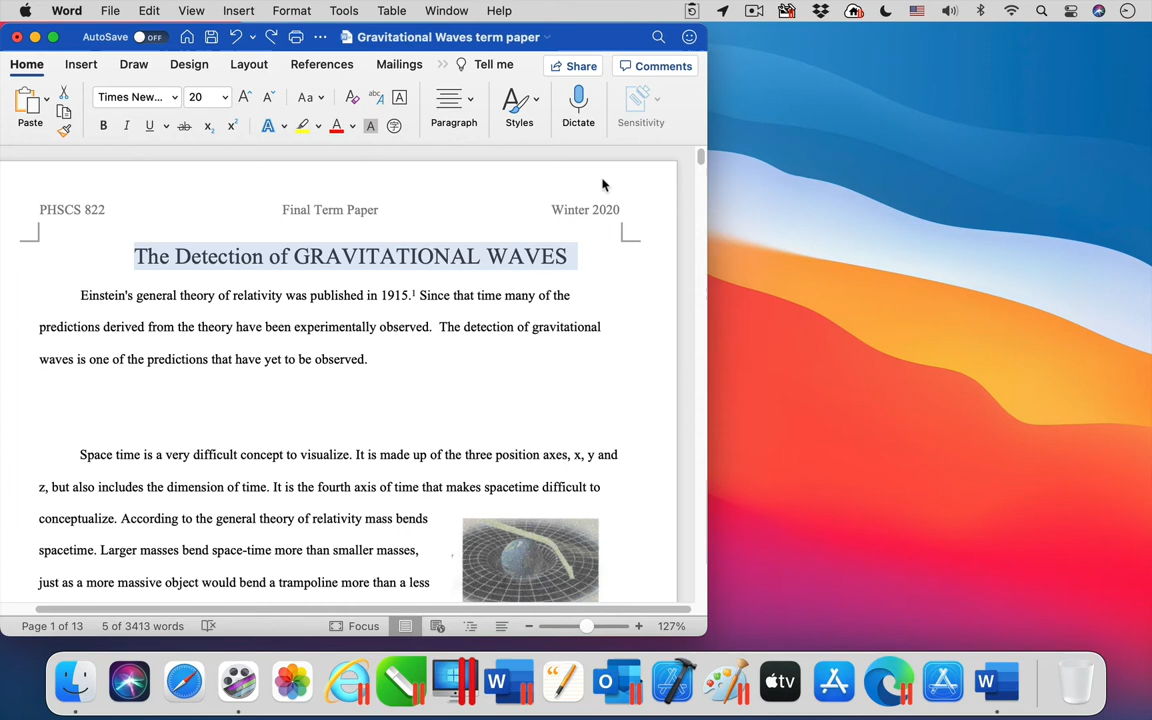 Word File Edit View Insert Format Tools Table Window Help
AutoSave OFF Gravitational Waves term paper
Home Insert Draw Design Layout References Mailings Tell me Share Comments
Paste Times New... 20 Aa abc A Paragraph Styles Dictate Sensitivity
B I U ab x2 x2 A A A 字
PHSCS 822 Final Term Paper Winter 2020
The Detection of GRAVITATIONAL WAVES
Einstein's general theory of relativity was published in 1915.1 Since that time many of the
predictions derived from the theory have been experimentally observed. The detection of gravitational
waves is one of the predictions that have yet to be observed.
Space time is a very difficult concept to visualize. It is made up of the three position axes, x, y and
z, but also includes the dimension of time. It is the fourth axis of time that makes spacetime difficult to
conceptualize. According to the general theory of relativity mass bends
spacetime. Larger masses bend space-time more than smaller masses,
just as a more massive object would bend a trampoline more than a less
Page 1 of 13 5 of 3413 words Focus 127%
W O tv W